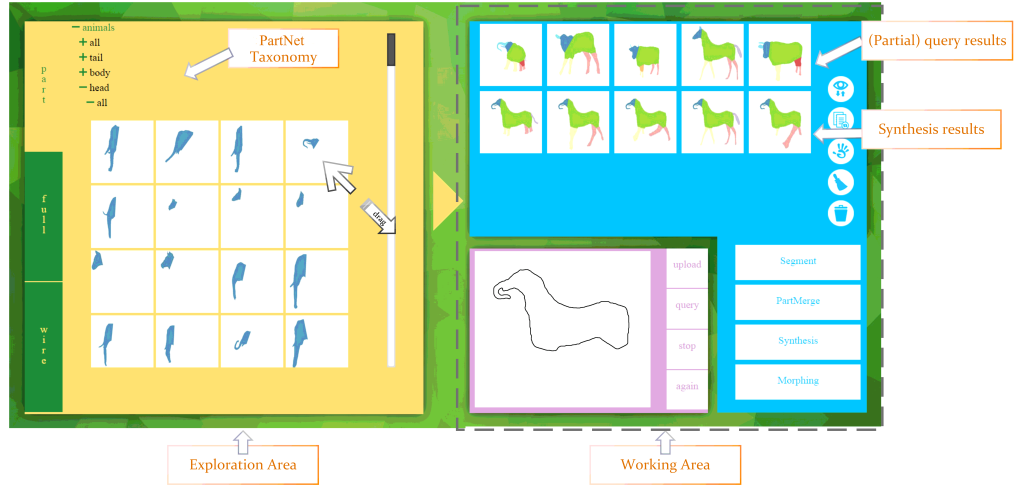 animals
all
tail
body
head
all
part
full
wire
PartNet
Taxonomy
drag
(Partial) query results
Synthesis results
upload
query
stop
again
Segment
PartMerge
Synthesis
Morphing
Exploration Area
Working Area